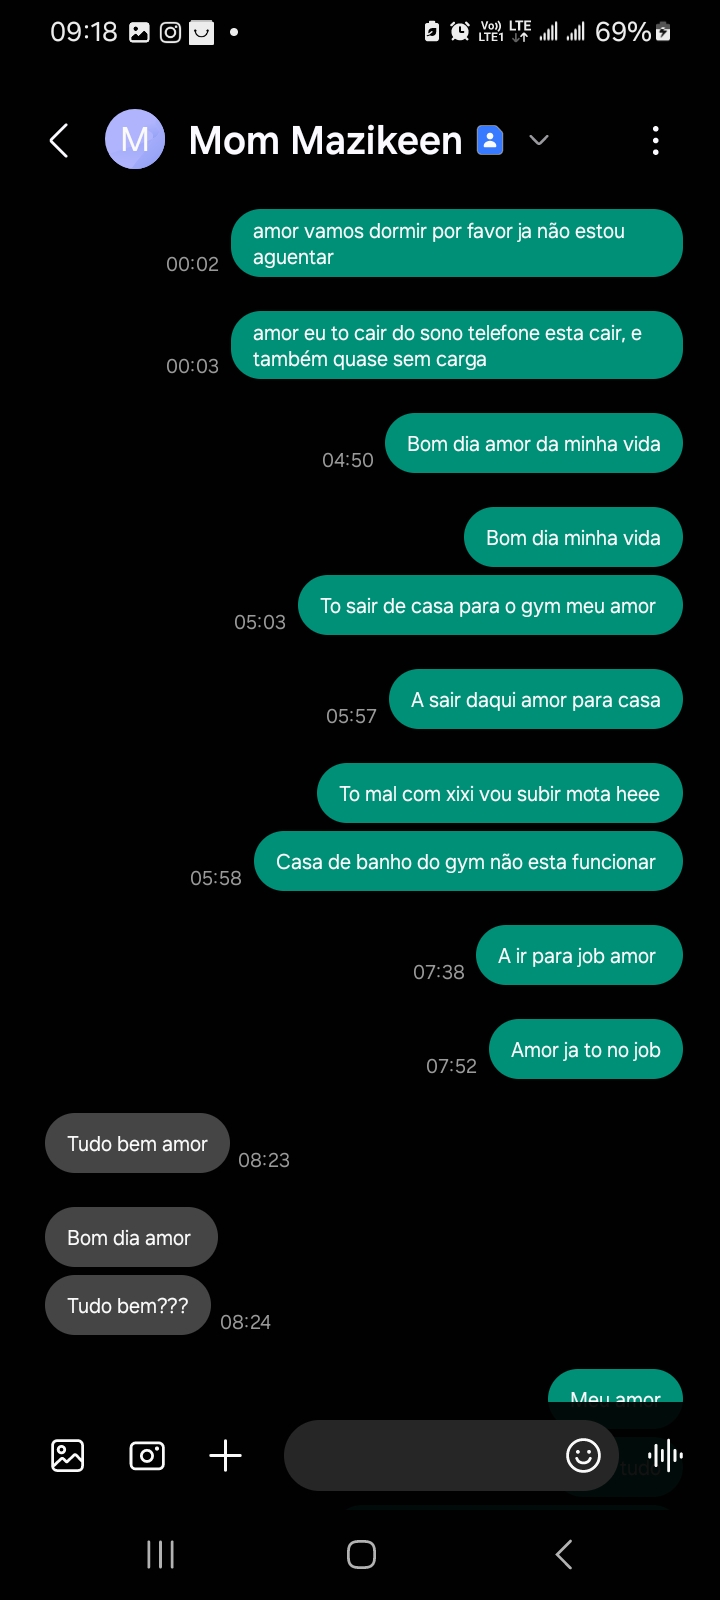 09:18
Vo)) LTE1 LTE 69%
M Mom Mazikeen
amor vamos dormir por favor ja não estou
aguentar
00:02
amor eu to cair do sono telefone esta cair, e
também quase sem carga
00:03
Bom dia amor da minha vida
04:50
Bom dia minha vida
To sair de casa para o gym meu amor
05:03
A sair daqui amor para casa
05:57
To mal com xixi vou subir mota heee
Casa de banho do gym não esta funcionar
05:58
A ir para job amor
07:38
Amor ja to no job
07:52
Tudo bem amor
08:23
Bom dia amor
Tudo bem???
08:24
Meu amor
tudo